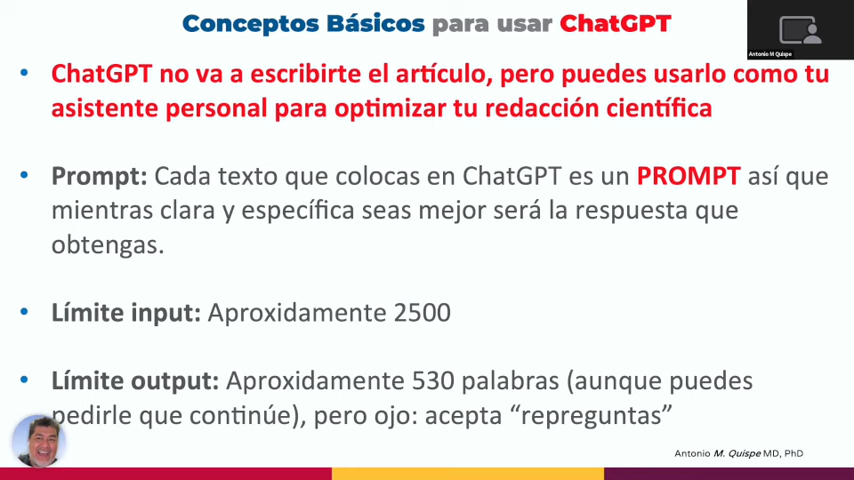 Conceptos Básicos para usar ChatGPT
Antonio M Quispe
• ChatGPT no va a escribirte el artículo, pero puedes usarlo como tu
asistente personal para optimizar tu redacción científica
• Prompt: Cada texto que colocas en ChatGPT es un PROMPT así que
mientras clara y específica seas mejor será la respuesta que
obtengas.
• Límite input: Aproxidamente 2500
• Límite output: Aproxidamente 530 palabras (aunque puedes
pedirle que continúe), pero ojo: acepta “repreguntas”
Antonio M. Quispe MD, PhD